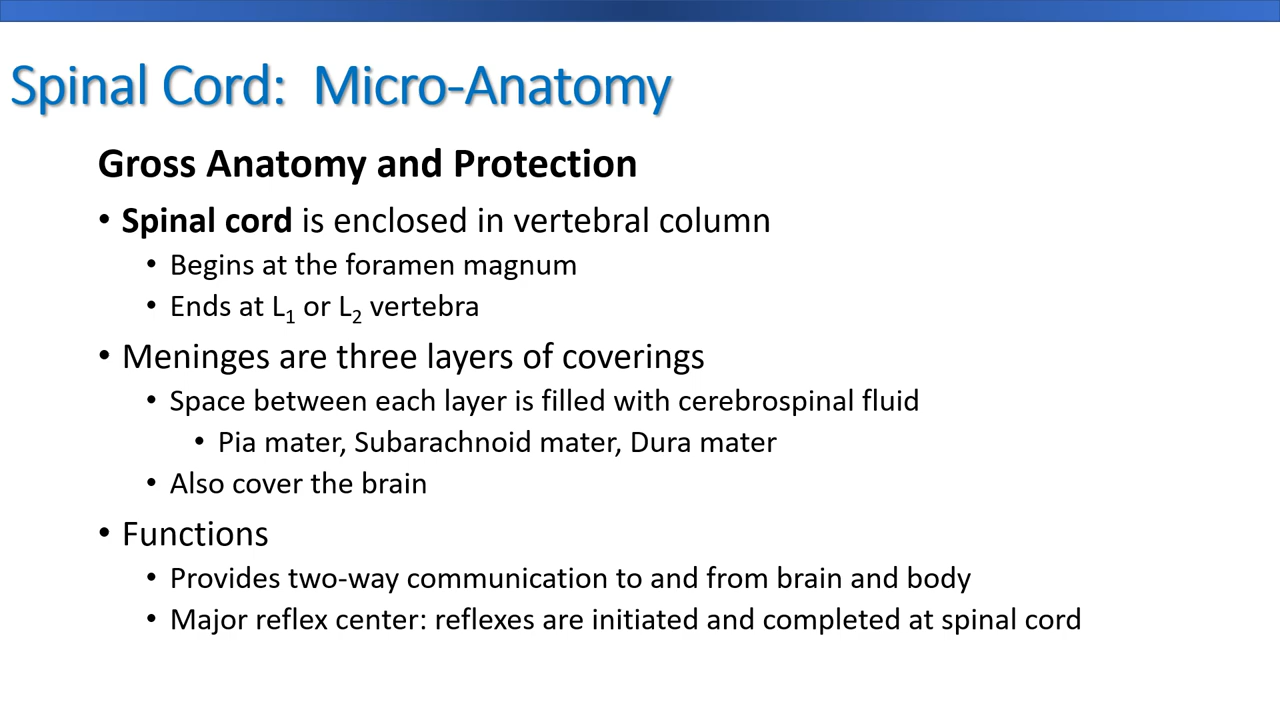 Spinal Cord:  Micro-Anatomy
Gross Anatomy and Protection
• Spinal cord is enclosed in vertebral column
• Begins at the foramen magnum
• Ends at L₁ or L₂ vertebra
• Meninges are three layers of coverings
• Space between each layer is filled with cerebrospinal fluid
• Pia mater, Subarachnoid mater, Dura mater
• Also cover the brain
• Functions
• Provides two-way communication to and from brain and body
• Major reflex center: reflexes are initiated and completed at spinal cord